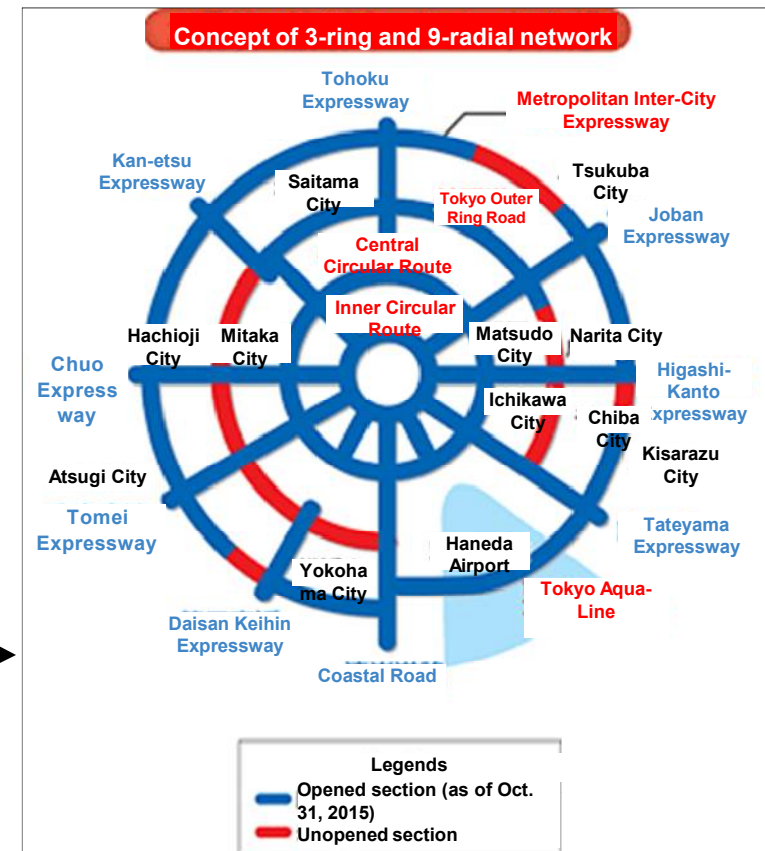 Concept of 3-ring and 9-radial network
Tohoku
Expressway
Metropolitan Inter-City
Expressway
Kan-etsu
Expressway
Saitama
City
Tsukuba
City
Tokyo Outer
Ring Road
Joban
Expressway
Central
Circular Route
Inner Circular
Route
Hachioji
City
Mitaka
City
Matsudo
City
Narita City
Chuo
Express
way
Higashi-
Kanto
xpressway
Ichikawa
City
Chiba
City
Kisarazu
City
Atsugi City
Tomei
Expressway
Tateyama
Expressway
Haneda
Airport
Yokoha
ma City
Tokyo Aqua-
Line
Daisan Keihin
Expressway
Coastal Road
Legends
Opened section (as of Oct.
31, 2015)
Unopened section